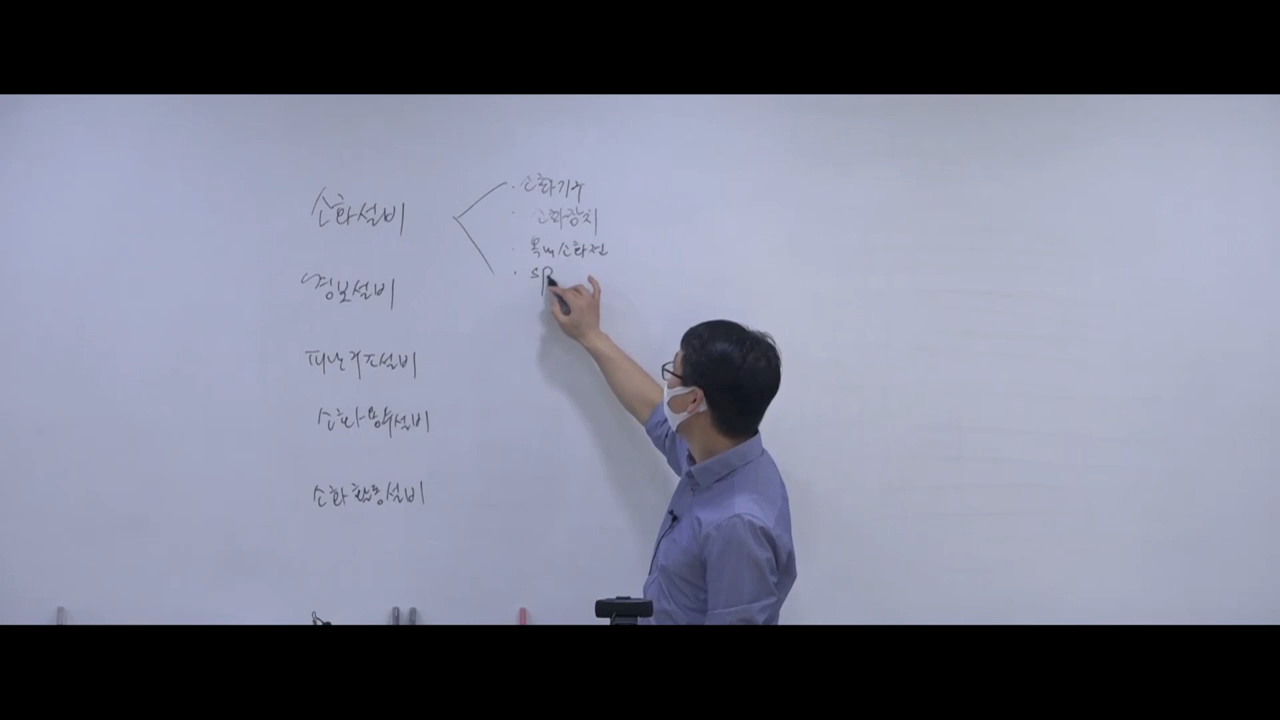 소화설비
· 소화기구
· 소화장치
· 옥내소화전
· SP
경보설비
피난구조설비
소화용수설비
소화활동설비